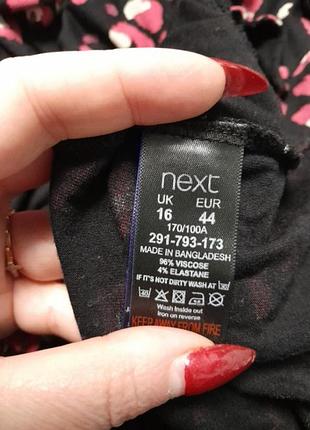 next
UK EUR
16 44
170/100A
291-793-173
MADE IN BANGLADESH
96% VISCOSE
4% ELASTANE
IF IT'S NOT DIRTY WASH AT 30
Wash Inside out
Iron on reverse
KEEP AWAY FROM FIRE